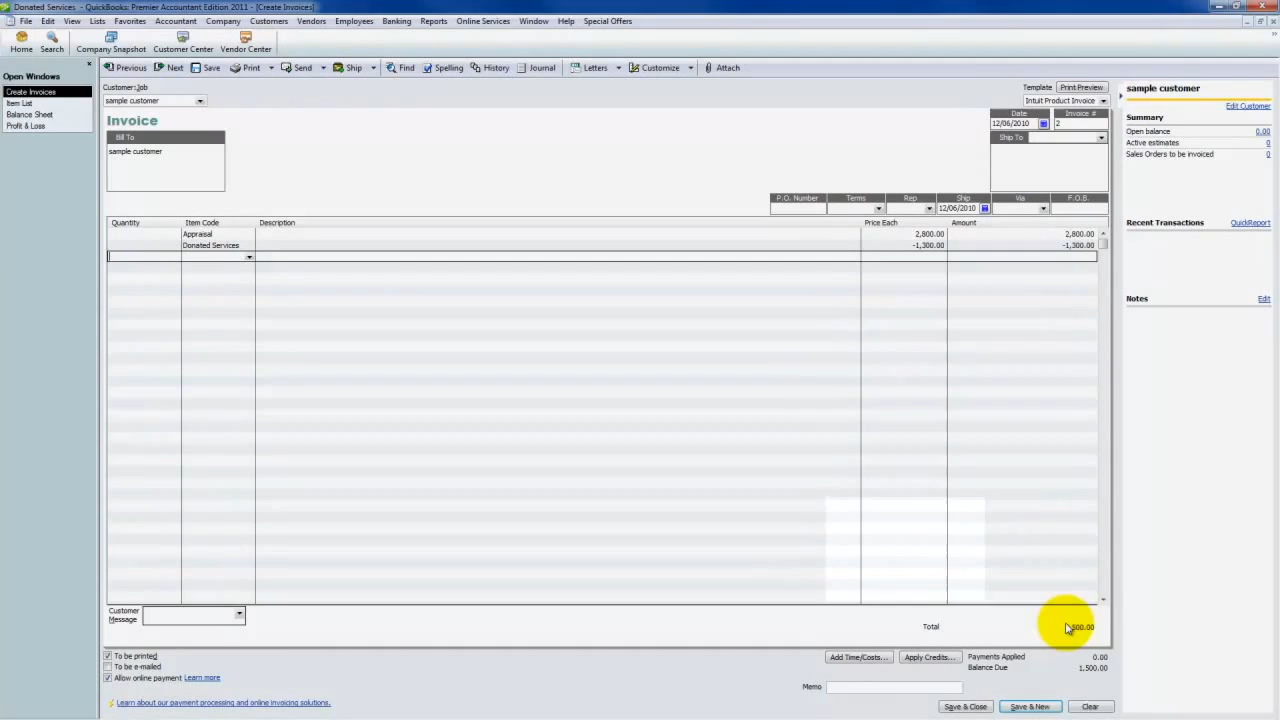 Donated Services - QuickBooks: Premier Accountant Edition 2011 - [Create Invoices]
File Edit View Lists Favorites Accountant Company Customers Vendors Employees Banking Reports Online Services Window Help Special Offers
Home Search Company Snapshot Customer Center Vendor Center
Open Windows
Create Invoices
Item List
Balance Sheet
Profit & Loss
Previous Next Save Print Send Ship Find Spelling History Journal Letters Customize Attach
Customer:Job
sample customer
Template Print Preview
Intuit Product Invoice
Invoice
Date Invoice #
12/06/2010 2
Bill To
sample customer
Ship To
P.O. Number Terms Rep Ship Via F.O.B.
12/06/2010
Quantity Item Code Description Price Each Amount
Appraisal 2,800.00 2,800.00
Donated Services -1,300.00 -1,300.00
Customer
Message
Total 500.00
To be printed
To be e-mailed
Allow online payment Learn more
Add Time/Costs... Apply Credits... Payments Applied 0.00
Balance Due 1,500.00
Memo
Learn about our payment processing and online invoicing solutions.
Save & Close Save & New Clear
sample customer
Edit Customer
Summary
Open balance 0.00
Active estimates 0
Sales Orders to be invoiced 0
Recent Transactions QuickReport
Notes Edit